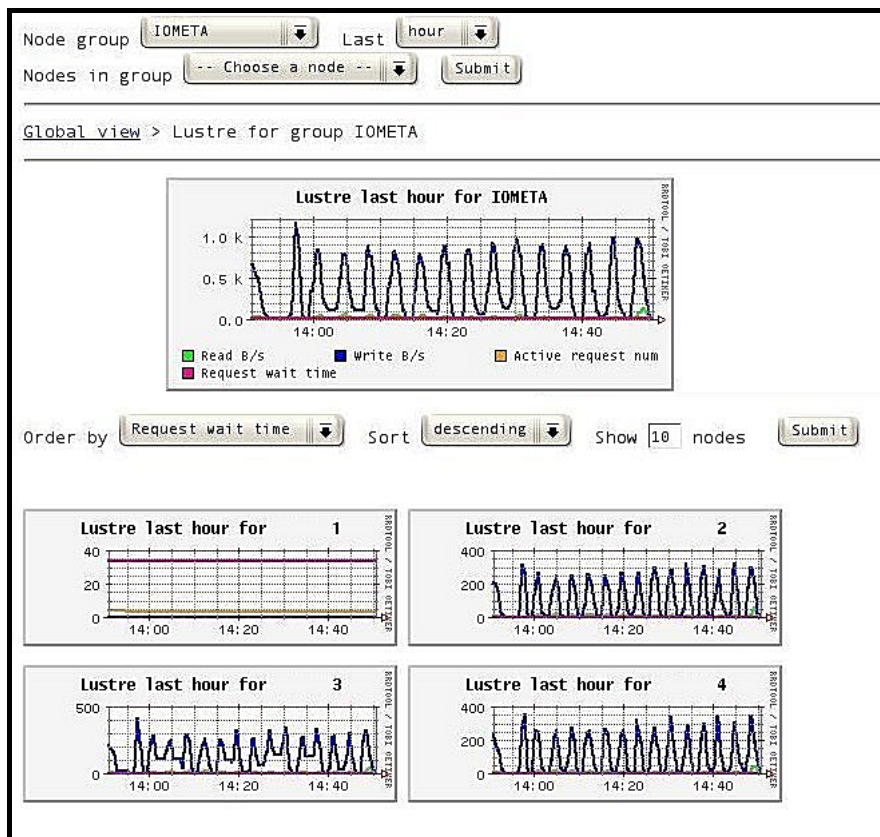 Node group IOMETA Last hour
Nodes in group -- Choose a node -- Submit
Global view > Lustre for group IOMETA
Lustre last hour for IOMETA
RRDTOOL / TOBI OETIKER
1.0 k
0.5 k
0.0
14:00 14:20 14:40
Read B/s Write B/s Active request num
Request wait time
Order by Request wait time Sort descending Show 10 nodes Submit
Lustre last hour for 1
RRDTOOL / TOBI OETIKER
40
20
0
14:00 14:20 14:40
Lustre last hour for 2
RRDTOOL / TOBI OETIKER
400
200
0
14:00 14:20 14:40
Lustre last hour for 3
RRDTOOL / TOBI OETIKER
500
0
14:00 14:20 14:40
Lustre last hour for 4
RRDTOOL / TOBI OETIKER
400
200
0
14:00 14:20 14:40